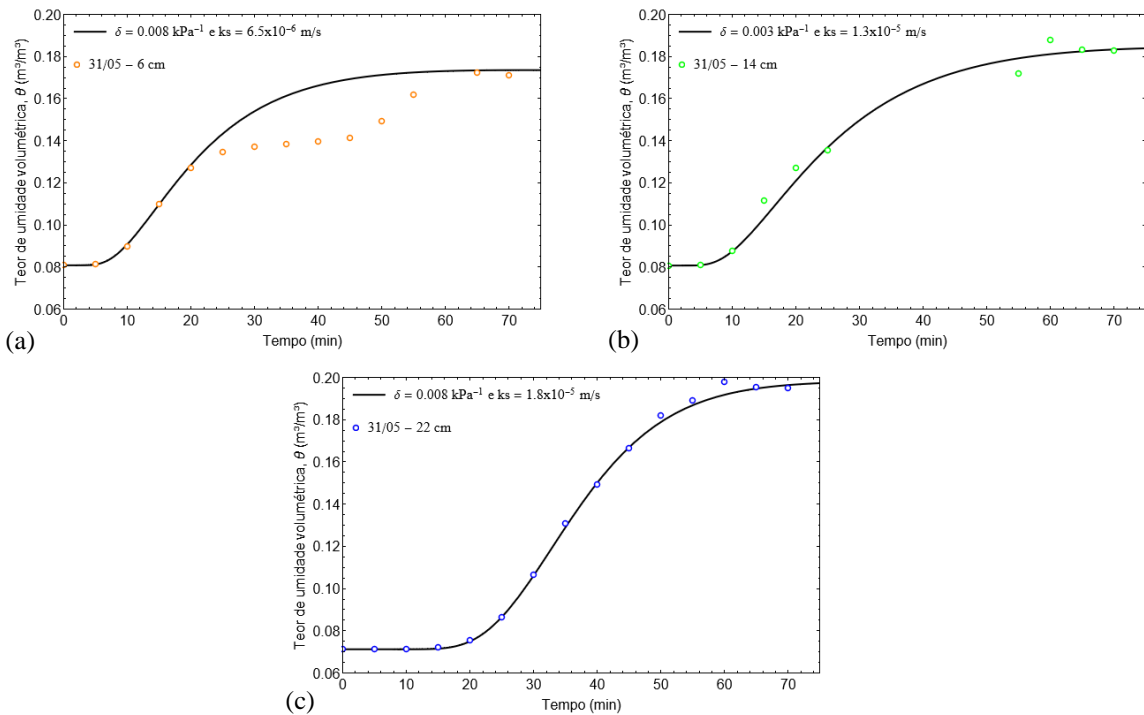 0.20
0.18
0.16
0.14
0.12
0.10
0.08
0.06
Teor de umidade volumétrica, θ (m³/m³)
δ = 0.008 kPa⁻¹ e ks = 6.5x10⁻⁶ m/s
31/05 – 6 cm
0 10 20 30 40 50 60 70
Tempo (min)
(a)
0.20
0.18
0.16
0.14
0.12
0.10
0.08
0.06
Teor de umidade volumétrica, θ (m³/m³)
δ = 0.003 kPa⁻¹ e ks = 1.3x10⁻⁵ m/s
31/05 – 14 cm
0 10 20 30 40 50 60 70
Tempo (min)
(b)
0.20
0.18
0.16
0.14
0.12
0.10
0.08
0.06
Teor de umidade volumétrica, θ (m³/m³)
δ = 0.008 kPa⁻¹ e ks = 1.8x10⁻⁵ m/s
31/05 – 22 cm
0 10 20 30 40 50 60 70
Tempo (min)
(c)